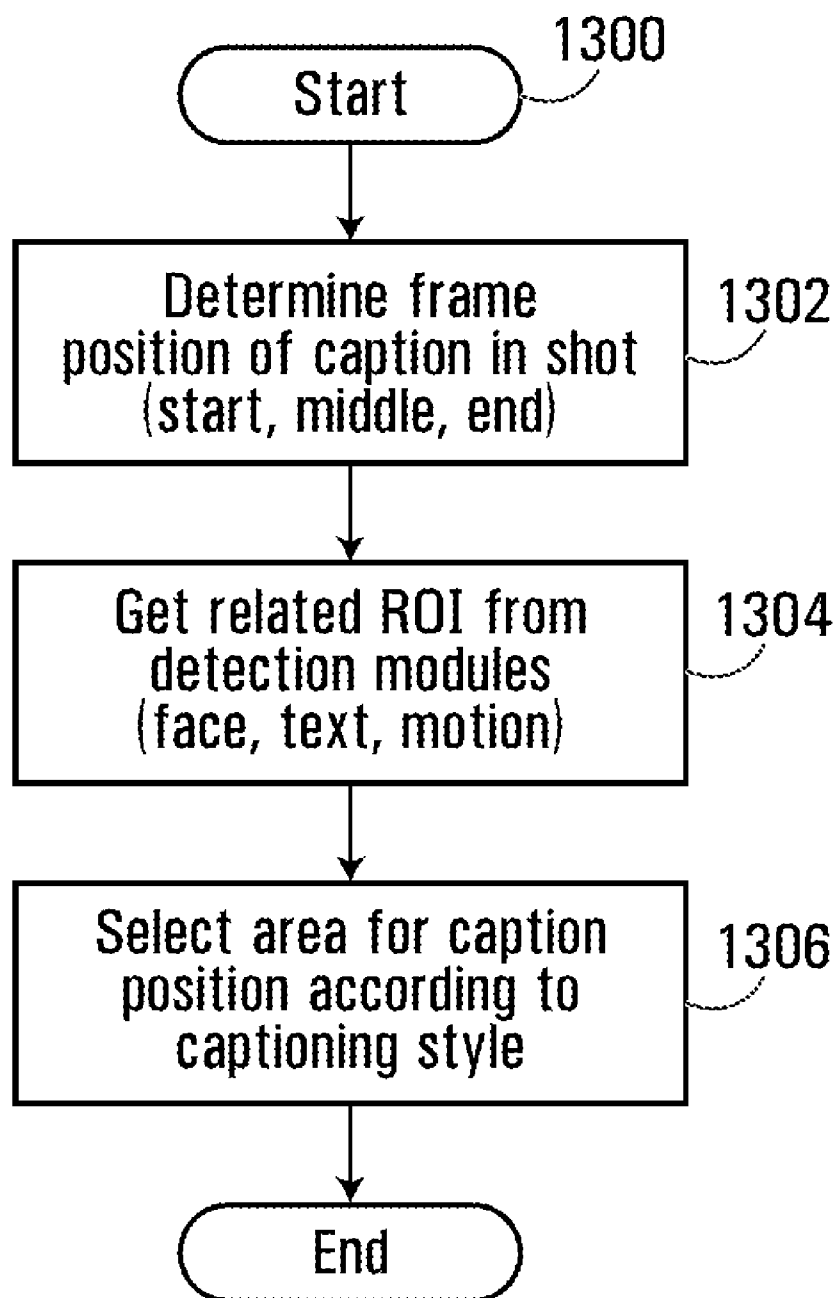 1300
Start
Determine frame
position of caption in shot
(start, middle, end)
1302
Get related ROI from
detection modules
(face, text, motion)
1304
Select area for caption
position according to
captioning style
1306
End